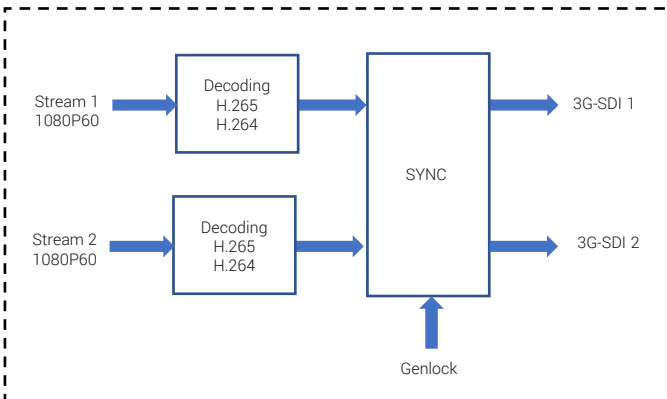 Stream 1
1080P60
Decoding
H.265
H.264
SYNC
3G-SDI 1
Stream 2
1080P60
Decoding
H.265
H.264
3G-SDI 2
Genlock